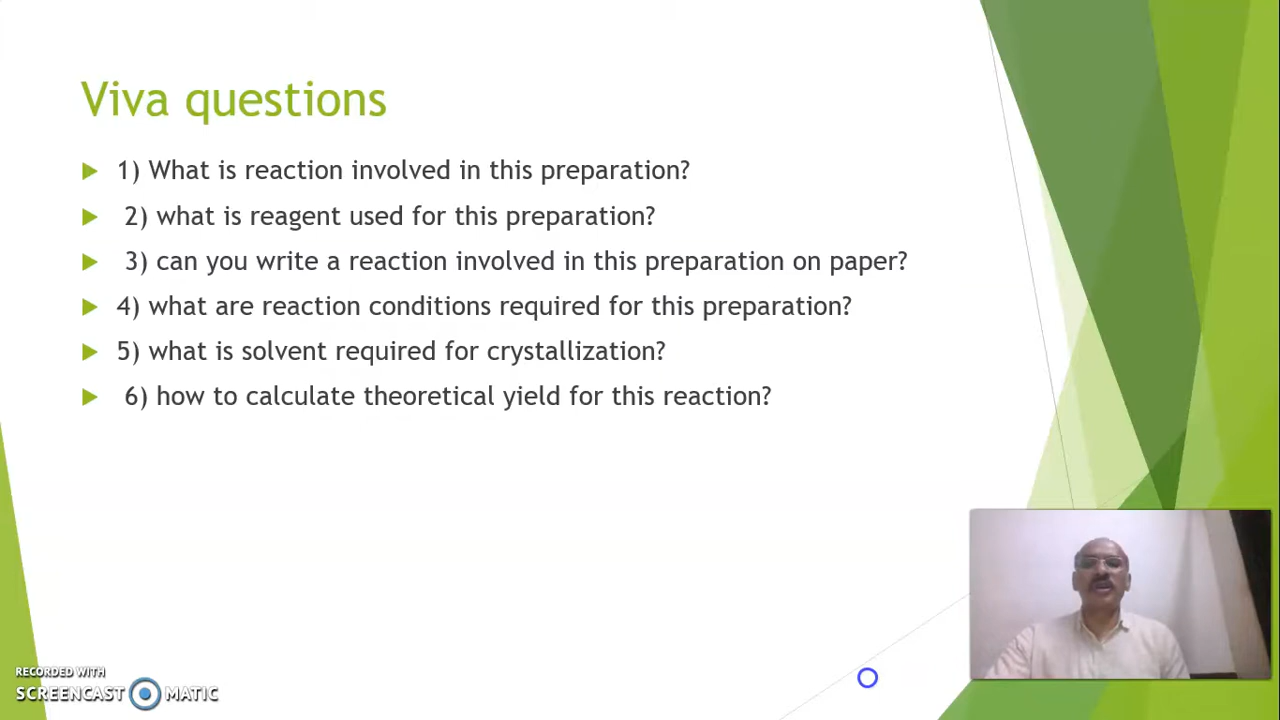 Viva questions
1) What is reaction involved in this preparation?
2) what is reagent used for this preparation?
3) can you write a reaction involved in this preparation on paper?
4) what are reaction conditions required for this preparation?
5) what is solvent required for crystallization?
6) how to calculate theoretical yield for this reaction?
RECORDED WITH
SCREENCAST MATIC